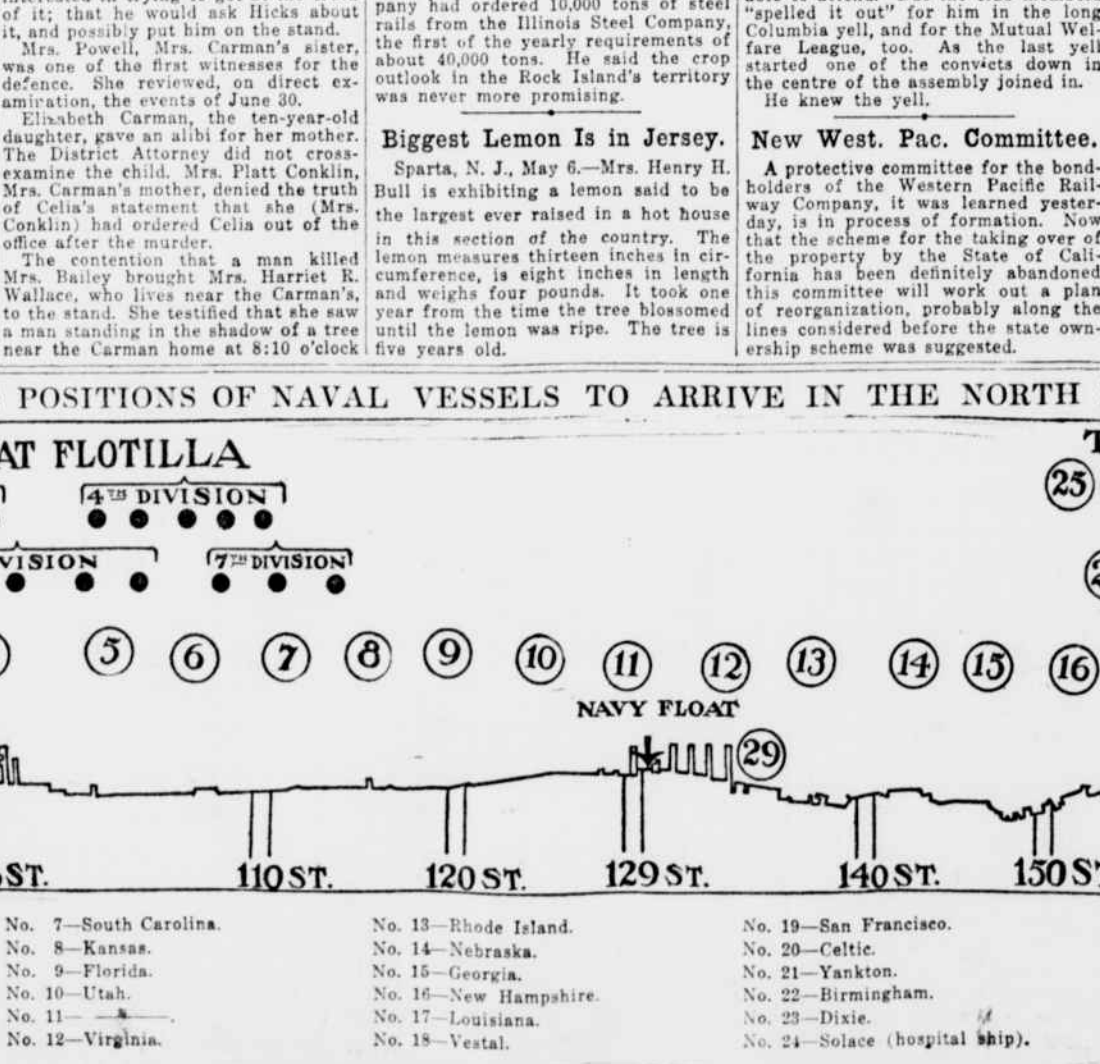 of it; that he would ask Hicks about
it, and possibly put him on the stand.
Mrs. Powell, Mrs. Carman's sister,
was one of the first witnesses for the
defence. She reviewed, on direct ex-
amination, the events of June 30.
Elizabeth Carman, the ten-year-old
daughter, gave an alibi for her mother.
The District Attorney did not cross-
examine the child. Mrs. Platt Conklin,
Mrs. Carman's mother, denied the truth
of Celia's statement that she (Mrs.
Conklin) had ordered Celia out of the
office after the murder.
The contention that a man killed
Mrs. Bailey brought Mrs. Harriet R.
Wallace, who lives near the Carman's,
to the stand. She testified that she saw
a man standing in the shadow of a tree
near the Carman home at 8:10 o'clock
pany had ordered 10,000 tons of steel
rails from the Illinois Steel Company,
the first of the yearly requirements of
about 40,000 tons. He said the crop
outlook in the Rock Island's territory
was never more promising.
Biggest Lemon Is in Jersey.
Sparta, N. J., May 6.—Mrs. Henry H.
Bull is exhibiting a lemon said to be
the largest ever raised in a hot house
in this section of the country. The
lemon measures thirteen inches in cir-
cumference, is eight inches in length
and weighs four pounds. It took one
year from the time the tree blossomed
until the lemon was ripe. The tree is
five years old.
"spelled it out" for him in the long
Columbia yell, and for the Mutual Wel-
fare League, too. As the last yell
started one of the convicts down in
the centre of the assembly joined in.
He knew the yell.
New West. Pac. Committee.
A protective committee for the bond-
holders of the Western Pacific Rail-
way Company, it was learned yester-
day, is in process of formation. Now
that the scheme for the taking over of
the property by the State of Cali-
fornia has been definitely abandoned
this committee will work out a plan
of reorganization, probably along the
lines considered before the state own-
ership scheme was suggested.
POSITIONS OF NAVAL VESSELS TO ARRIVE IN THE NORTH
AT FLOTILLA
25
4TH DIVISION
VISION
7TH DIVISION
5 6 7 8 9 10 11 12 13 14 15 16
NAVY FLOAT
29
ST. 110 ST. 120 ST. 129 ST. 140 ST. 150 ST
No. 7—South Carolina.
No. 8—Kansas.
No. 9—Florida.
No. 10—Utah.
No. 11— .
No. 12—Virginia.
No. 13—Rhode Island.
No. 14—Nebraska.
No. 15—Georgia.
No. 16—New Hampshire.
No. 17—Louisiana.
No. 18—Vestal.
No. 19—San Francisco.
No. 20—Celtic.
No. 21—Yankton.
No. 22—Birmingham.
No. 23—Dixie.
No. 24—Solace (hospital ship).